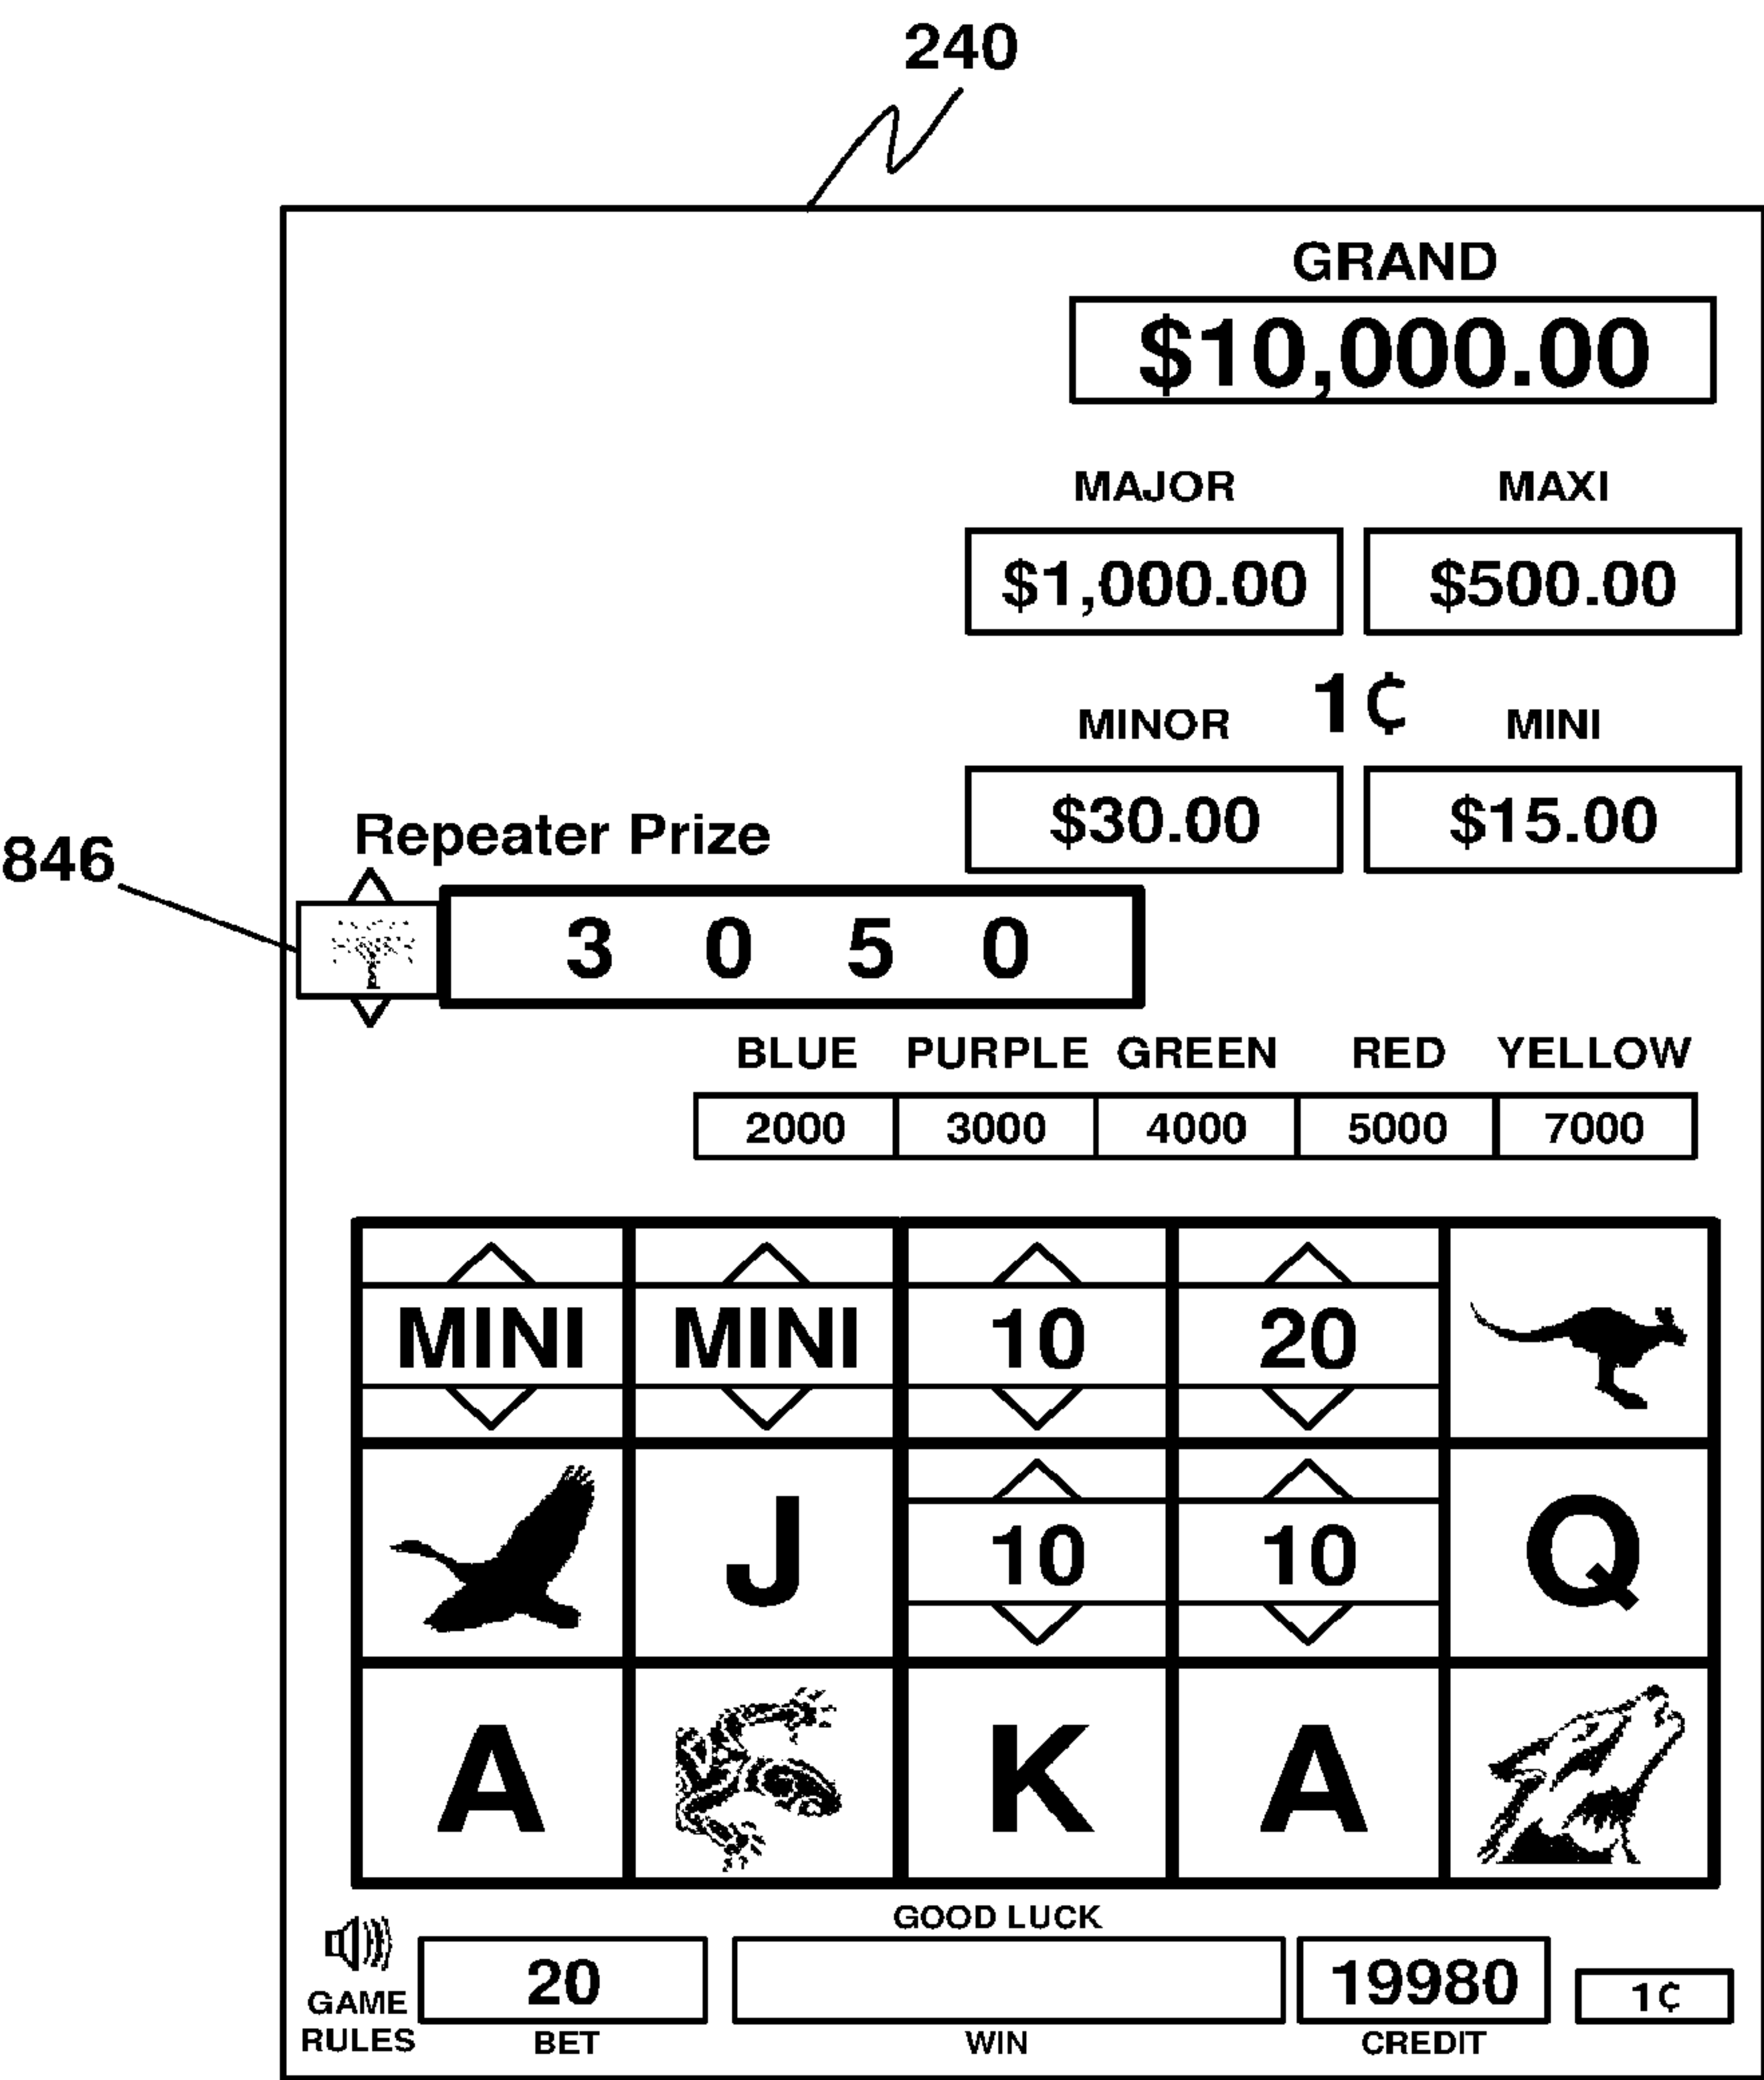 240
GRAND
$10,000.00
MAJOR MAXI
$1,000.00 $500.00
1¢
MINOR MINI
$30.00 $15.00
Repeater Prize
846
3 0 5 0
BLUE PURPLE GREEN RED YELLOW
2000 3000 4000 5000 7000
MINI MINI 10 20
J 10 10 Q
A K A
GOOD LUCK
20 19980 1¢
GAME
RULES BET WIN CREDIT